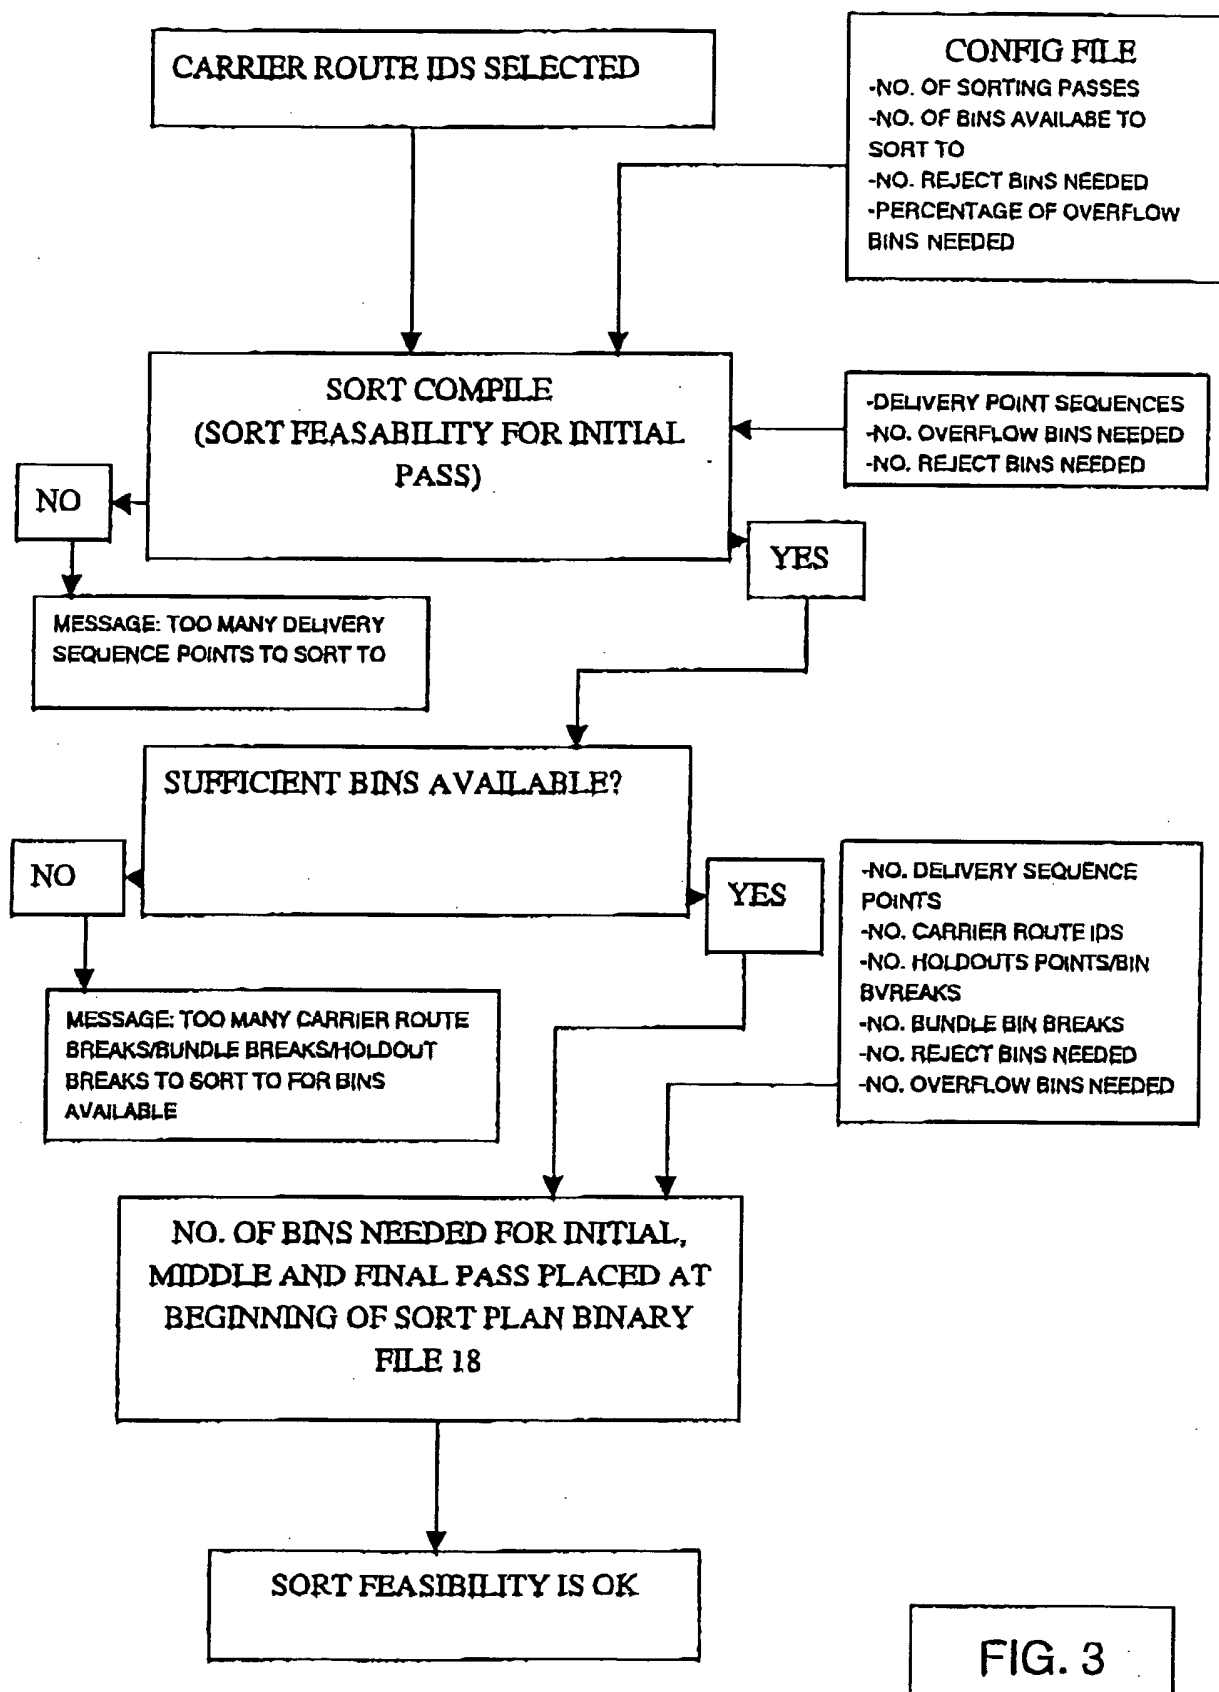 CARRIER ROUTE IDS SELECTED
CONFIG FILE
-NO. OF SORTING PASSES
-NO. OF BINS AVAILABE TO
SORT TO
-NO. REJECT BINS NEEDED
-PERCENTAGE OF OVERFLOW
BINS NEEDED
SORT COMPILE
(SORT FEASABILITY FOR INITIAL
PASS)
-DELIVERY POINT SEQUENCES
-NO. OVERFLOW BINS NEEDED
-NO. REJECT BINS NEEDED
NO
YES
MESSAGE: TOO MANY DELIVERY
SEQUENCE POINTS TO SORT TO
SUFFICIENT BINS AVAILABLE?
NO
YES
-NO. DELIVERY SEQUENCE
POINTS
-NO. CARRIER ROUTE IDS
-NO. HOLDOUTS POINTS/BIN
BVREAKS
-NO. BUNDLE BIN BREAKS
-NO. REJECT BINS NEEDED
-NO. OVERFLOW BINS NEEDED
MESSAGE: TOO MANY CARRIER ROUTE
BREAKS/BUNDLE BREAKS/HOLDOUT
BREAKS TO SORT TO FOR BINS
AVAILABLE
NO. OF BINS NEEDED FOR INITIAL,
MIDDLE AND FINAL PASS PLACED AT
BEGINNING OF SORT PLAN BINARY
FILE 18
SORT FEASIBILITY IS OK
FIG. 3